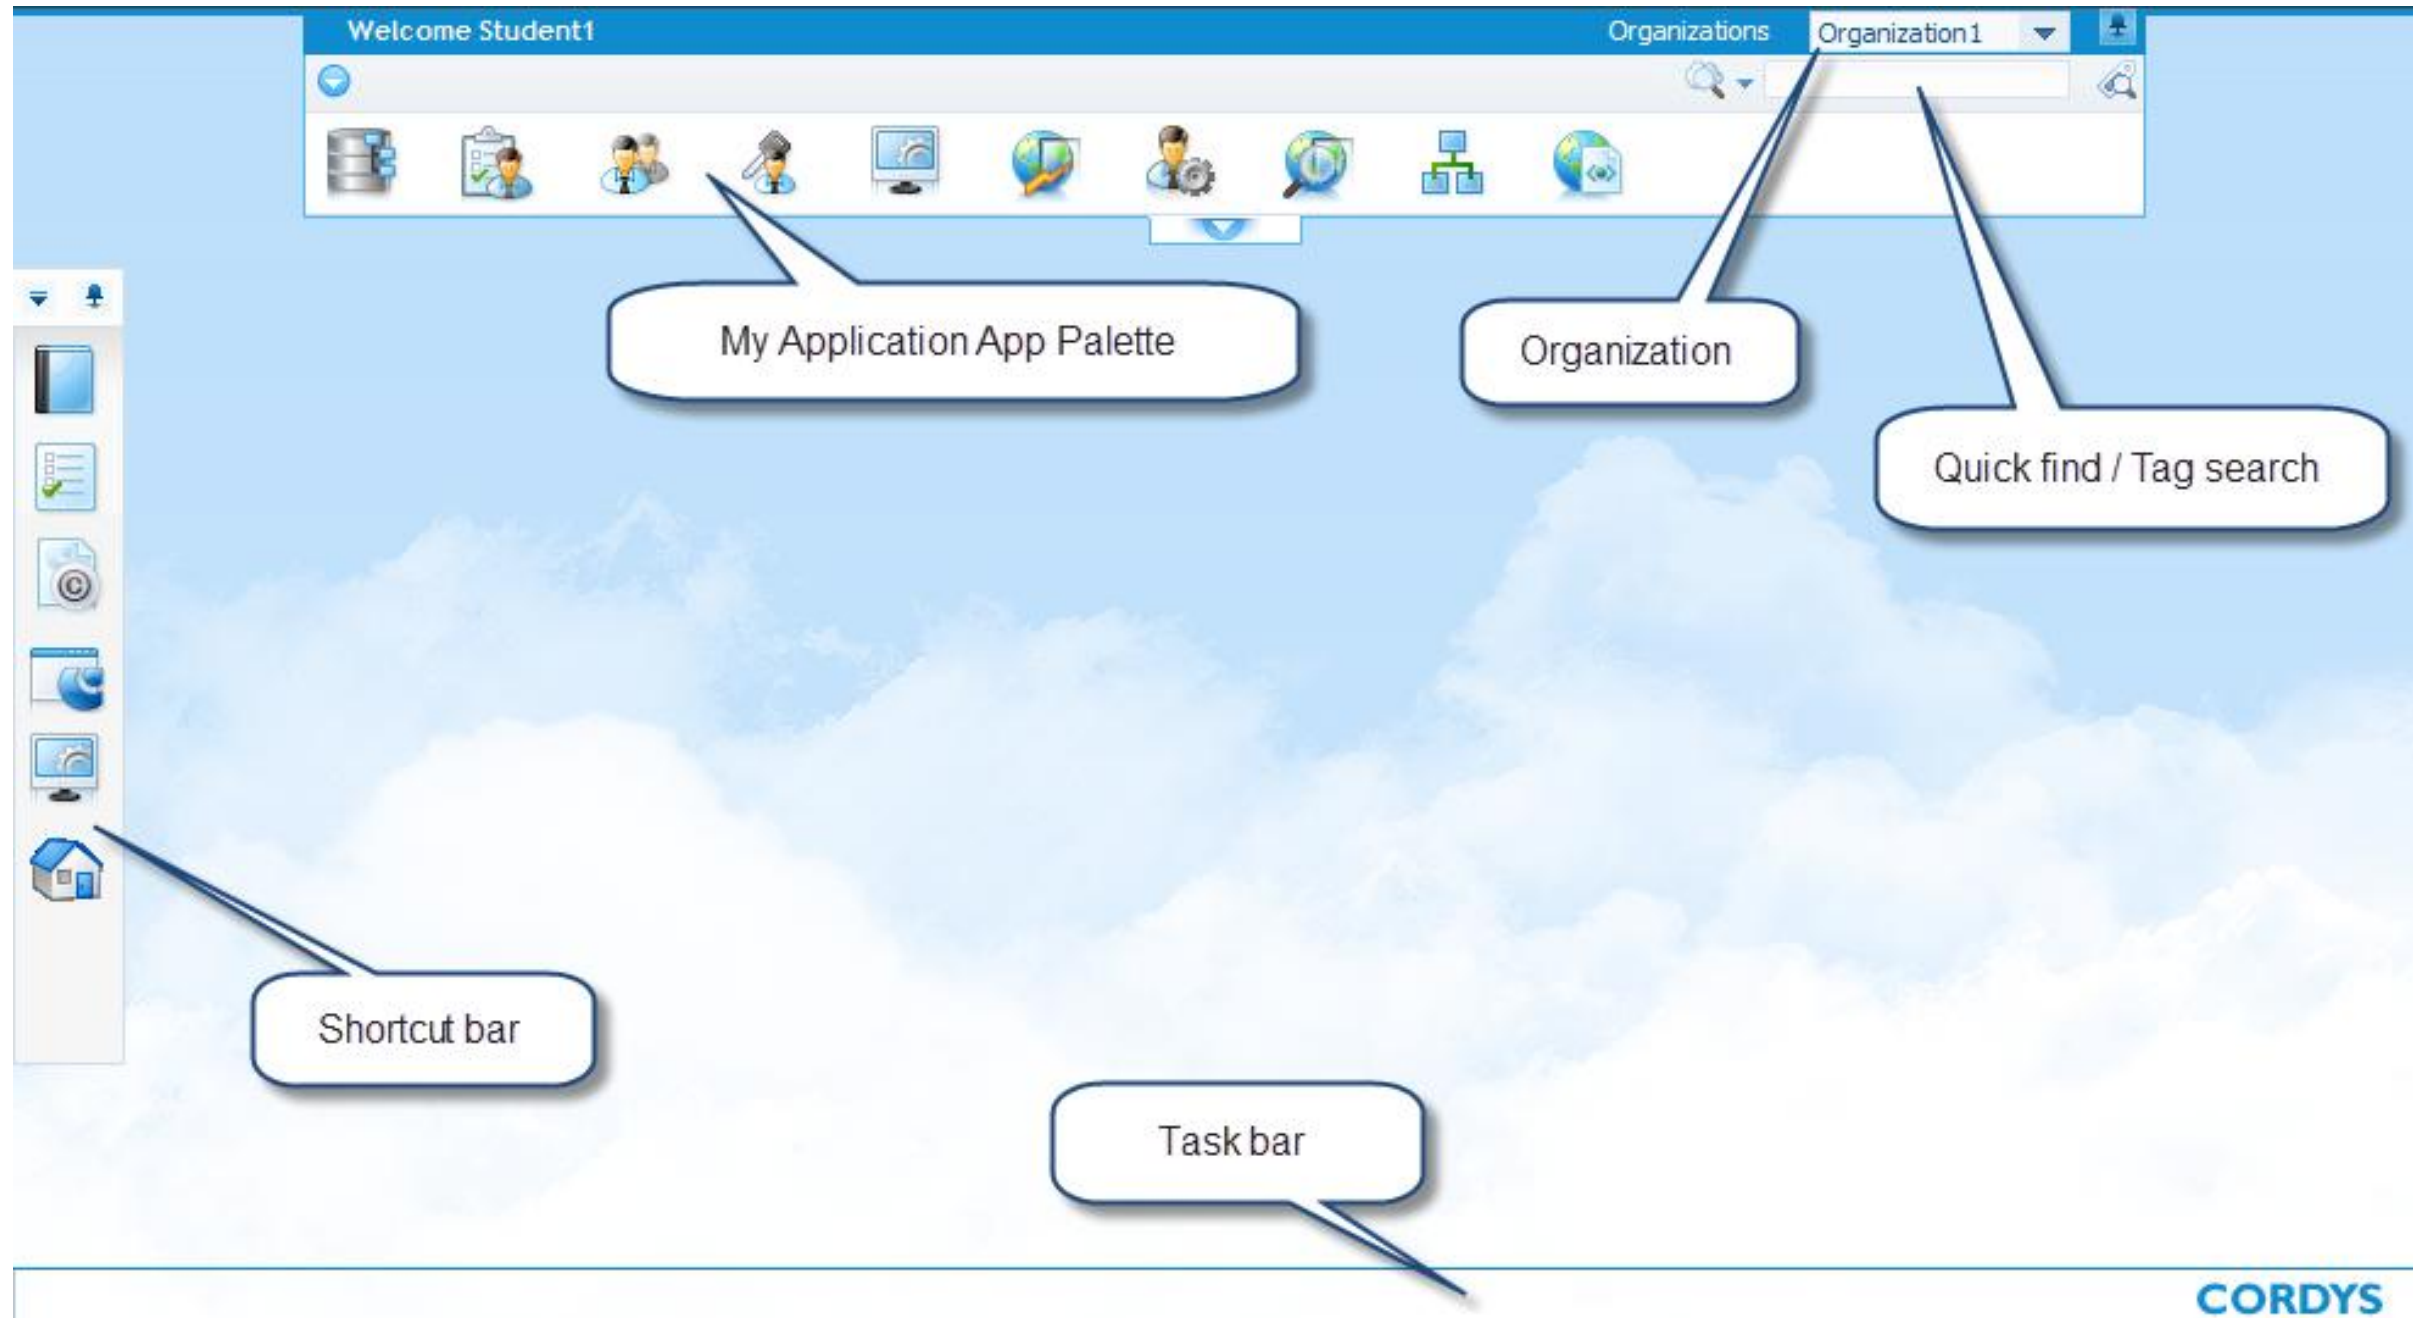 Welcome Student1
Organizations
Organization1
My Application App Palette
Organization
Quick find / Tag search
©
Shortcut bar
Task bar
CORDYS